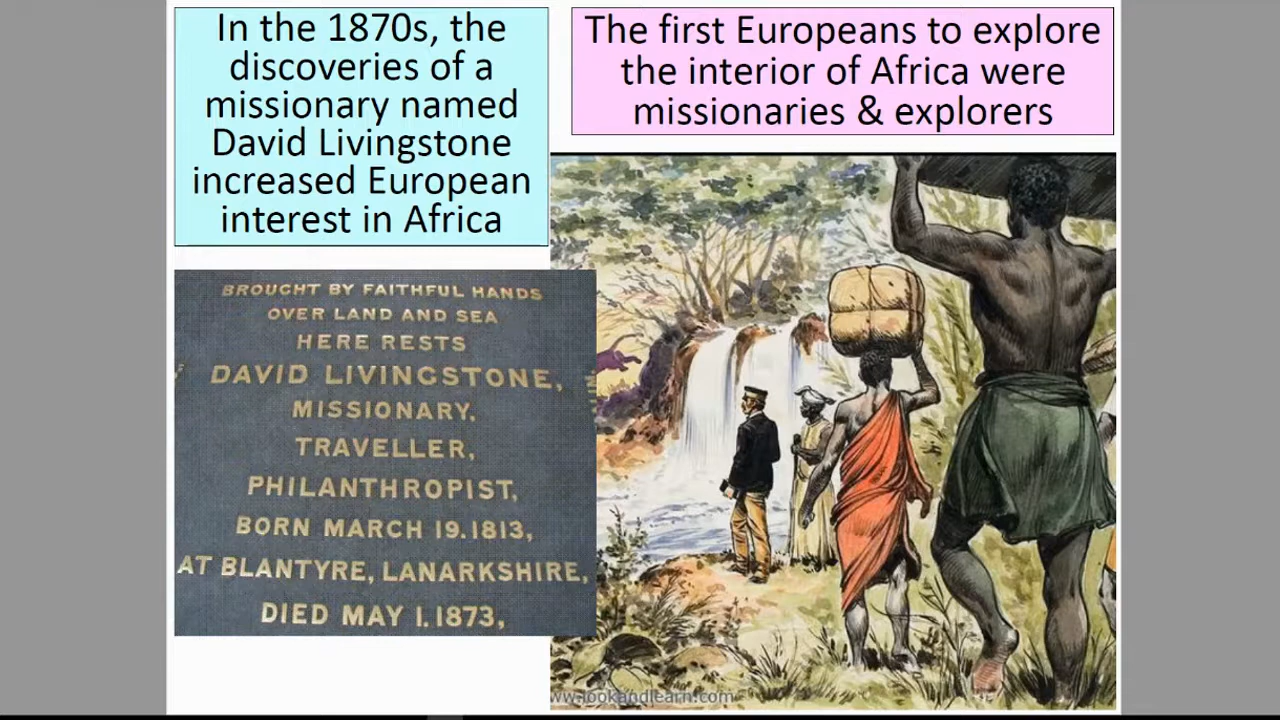 In the 1870s, the
discoveries of a
missionary named
David Livingstone
increased European
interest in Africa
The first Europeans to explore
the interior of Africa were
missionaries & explorers
BROUGHT BY FAITHFUL HANDS
OVER LAND AND SEA
HERE RESTS
DAVID LIVINGSTONE,
MISSIONARY,
TRAVELLER,
PHILANTHROPIST,
BORN MARCH 19.1813,
AT BLANTYRE, LANARKSHIRE,
DIED MAY 1.1873,
ww.lookandlearn.com